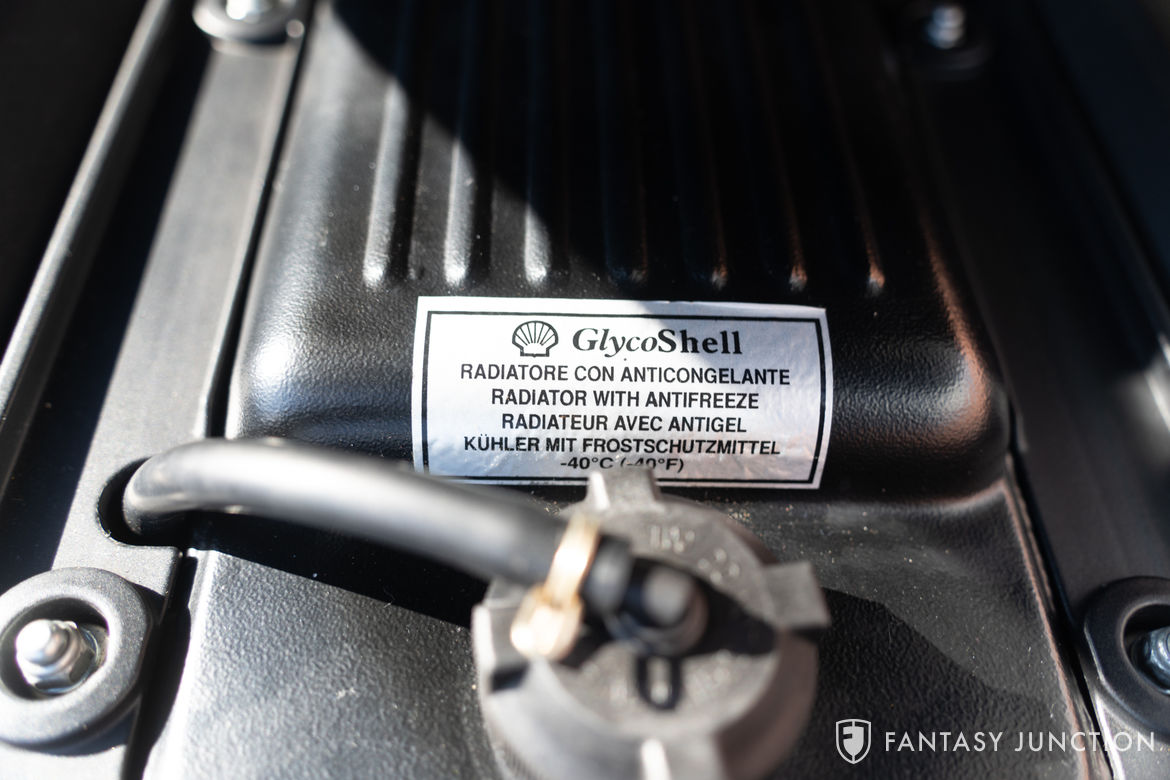 GlycoShell
RADIATORE CON ANTICONGELANTE
RADIATOR WITH ANTIFREEZE
RADIATEUR AVEC ANTIGEL
KÜHLER MIT FROSTSCHUTZMITTEL
-40°C (-40°F)
FANTASY JUNCTION.